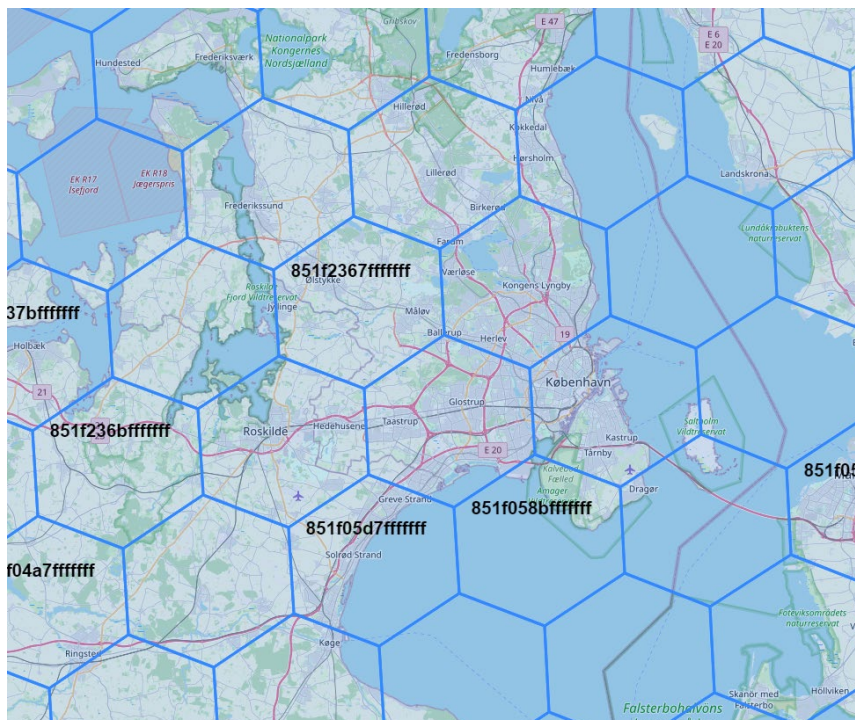 E 47
E 6
E 20
Gribskov
Hundested
Frederiksværk
Nationalpark
Kongernes
Nordsjælland
Fredensborg
Humlebæk
Hillerød
Nivå
Kokkedal
Hørsholm
Landskrona
EK R17
Isefjord
EK R18
Jægerspris
Lillerød
Birkerød
Frederikssund
Lundåkrabuktens
naturreservat
Farum
Værløse
851f2367fffffff
Ølstykke
Roskilde
Fjord Vildtreservat
Jyllinge
Kongens Lyngby
37bfffffff
Måløv
Ballerup
Herlev
19
Holbæk
København
21
Glostrup
851f236bfffffff
Roskilde
Hedehusene
Taastrup
Saltholm
Vildtreservat
Kastrup
Tårnby
E 20
Kalvebod
Fælled
Amager
851f05
Dragør
Greve Strand
851f058bfffffff
851f05d7fffffff
Solrød Strand
f04a7fffffff
Foteviksområdets
naturreservat
Køge
Ringsted
Skanör med
Falsterbo
Höllviken
Falsterbohalvöns